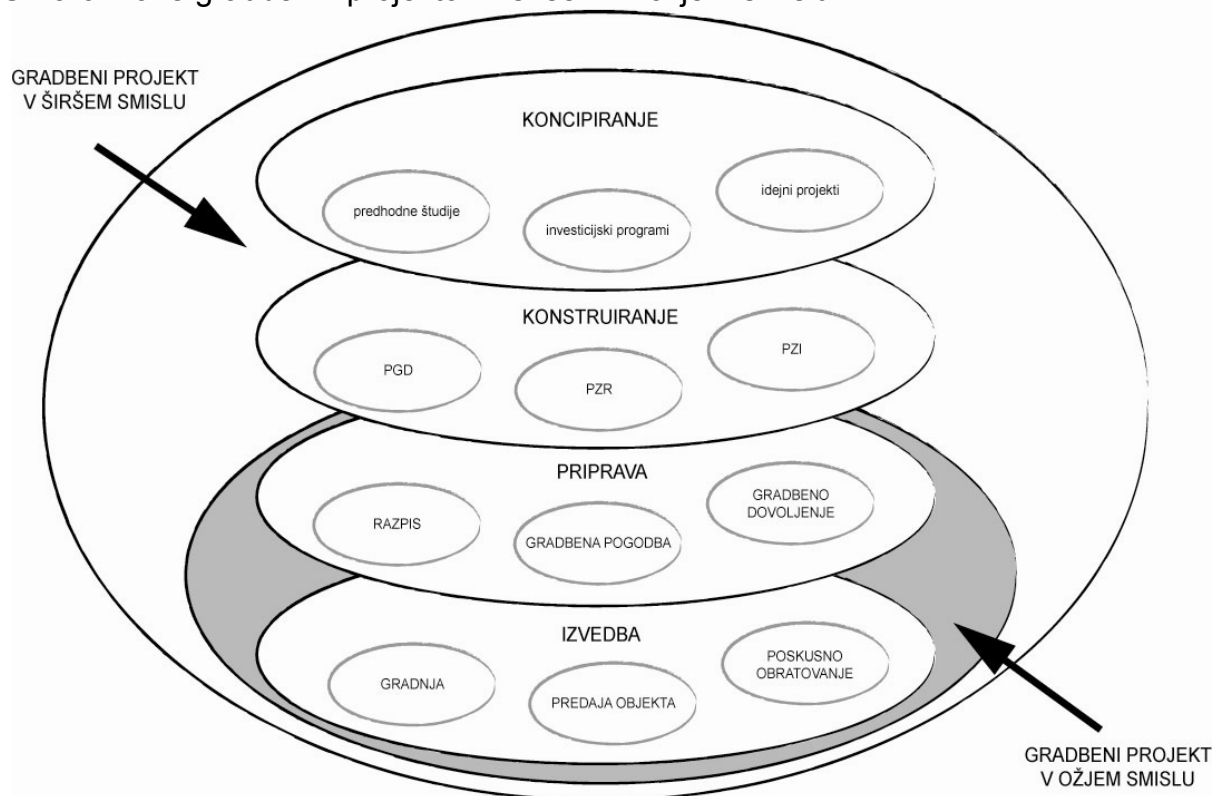 GRADBENI PROJEKT
V ŠIRŠEM SMISLU
KONCIPIRANJE
predhodne študije
investicijski programi
idejni projekti
KONSTRUIRANJE
PGD
PZR
PZI
PRIPRAVA
RAZPIS
GRADBENA POGODBA
GRADBENO
DOVOLJENJE
IZVEDBA
GRADNJA
PREDAJA OBJEKTA
POSKUSNO
OBRATOVANJE
GRADBENI PROJEKT
V OŽJEM SMISLU